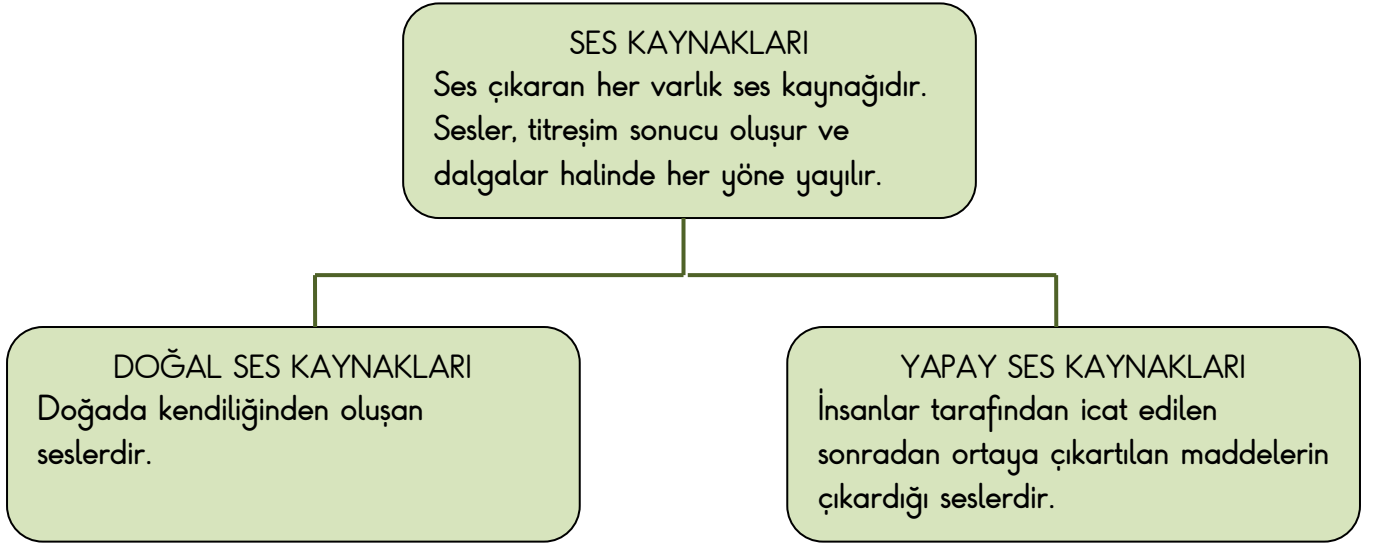 SES KAYNAKLARI
Ses çıkaran her varlık ses kaynağıdır.
Sesler, titreşim sonucu oluşur ve
dalgalar halinde her yöne yayılır.
DOĞAL SES KAYNAKLARI
Doğada kendiliğinden oluşan
seslerdir.
YAPAY SES KAYNAKLARI
İnsanlar tarafından icat edilen
sonradan ortaya çıkartılan maddelerin
çıkardığı seslerdir.